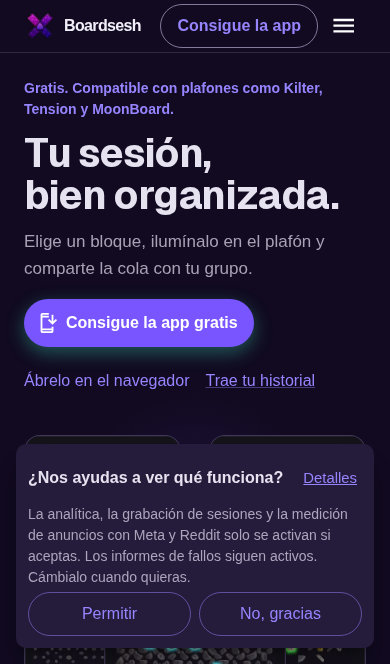 Boardsesh
Consigue la app
Gratis. Compatible con plafones como Kilter,
Tension y MoonBoard.
Tu sesión,
bien organizada.
Elige un bloque, ilumínalo en el plafón y
comparte la cola con tu grupo.
Consigue la app gratis
Ábrelo en el navegador Trae tu historial
¿Nos ayudas a ver qué funciona? Detalles
La analítica, la grabación de sesiones y la medición
de anuncios con Meta y Reddit solo se activan si
aceptas. Los informes de fallos siguen activos.
Cámbialo cuando quieras.
Permitir No, gracias